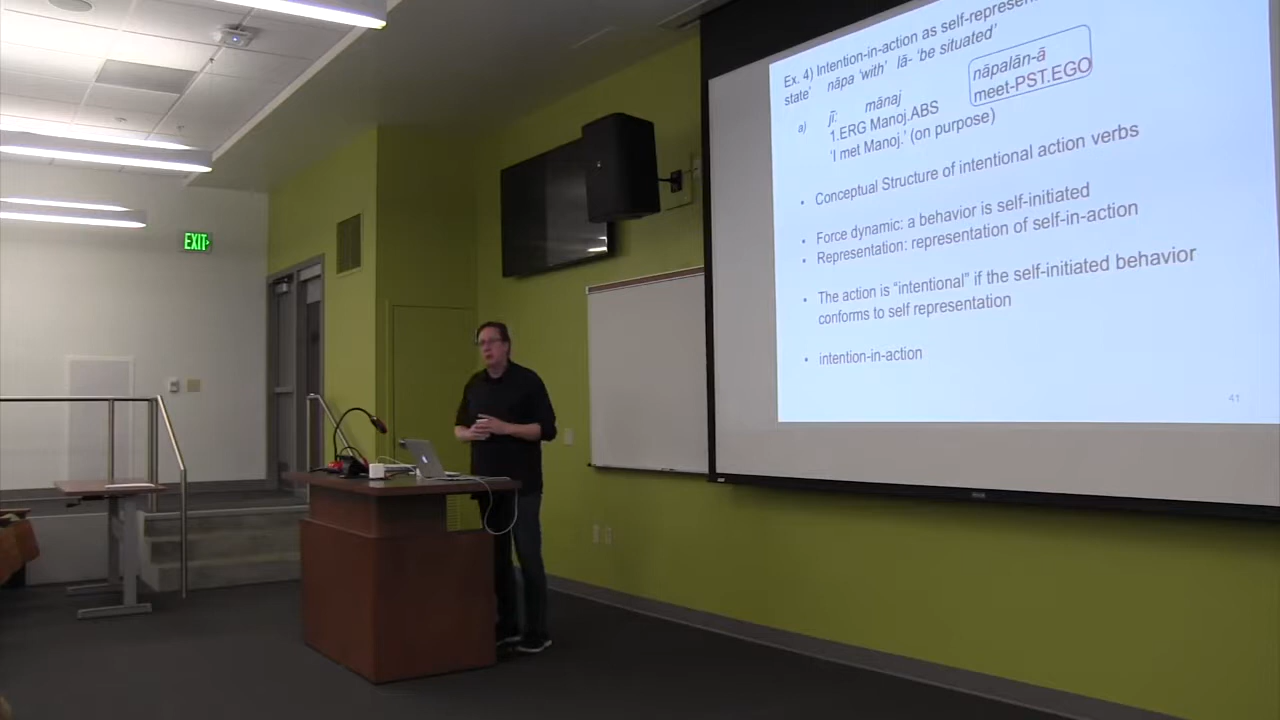 Ex. 4) Intention-in-action as self-represen
state' nāpa 'with' lā- 'be situated'
a) jĩ: mānaj nāpalān-ā
1.ERG Manoj.ABS meet-PST.EGO
'I met Manoj.' (on purpose)
• Conceptual Structure of intentional action verbs
• Force dynamic: a behavior is self-initiated
• Representation: representation of self-in-action
• The action is “intentional” if the self-initiated behavior
conforms to self representation
• intention-in-action
41
EXIT